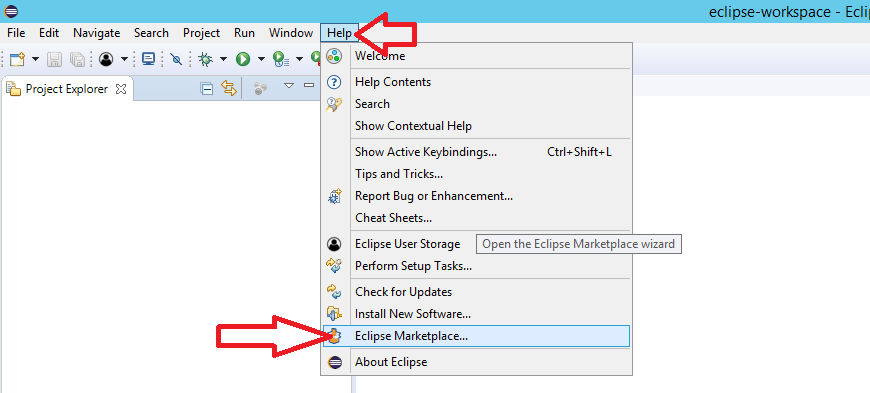 eclipse-workspace - Ecli
File Edit Navigate Search Project Run Window Help
Project Explorer
Welcome
Help Contents
Search
Show Contextual Help
Show Active Keybindings... Ctrl+Shift+L
Tips and Tricks...
Report Bug or Enhancement...
Cheat Sheets...
Eclipse User Storage
Open the Eclipse Marketplace wizard
Perform Setup Tasks...
Check for Updates
Install New Software...
Eclipse Marketplace...
About Eclipse